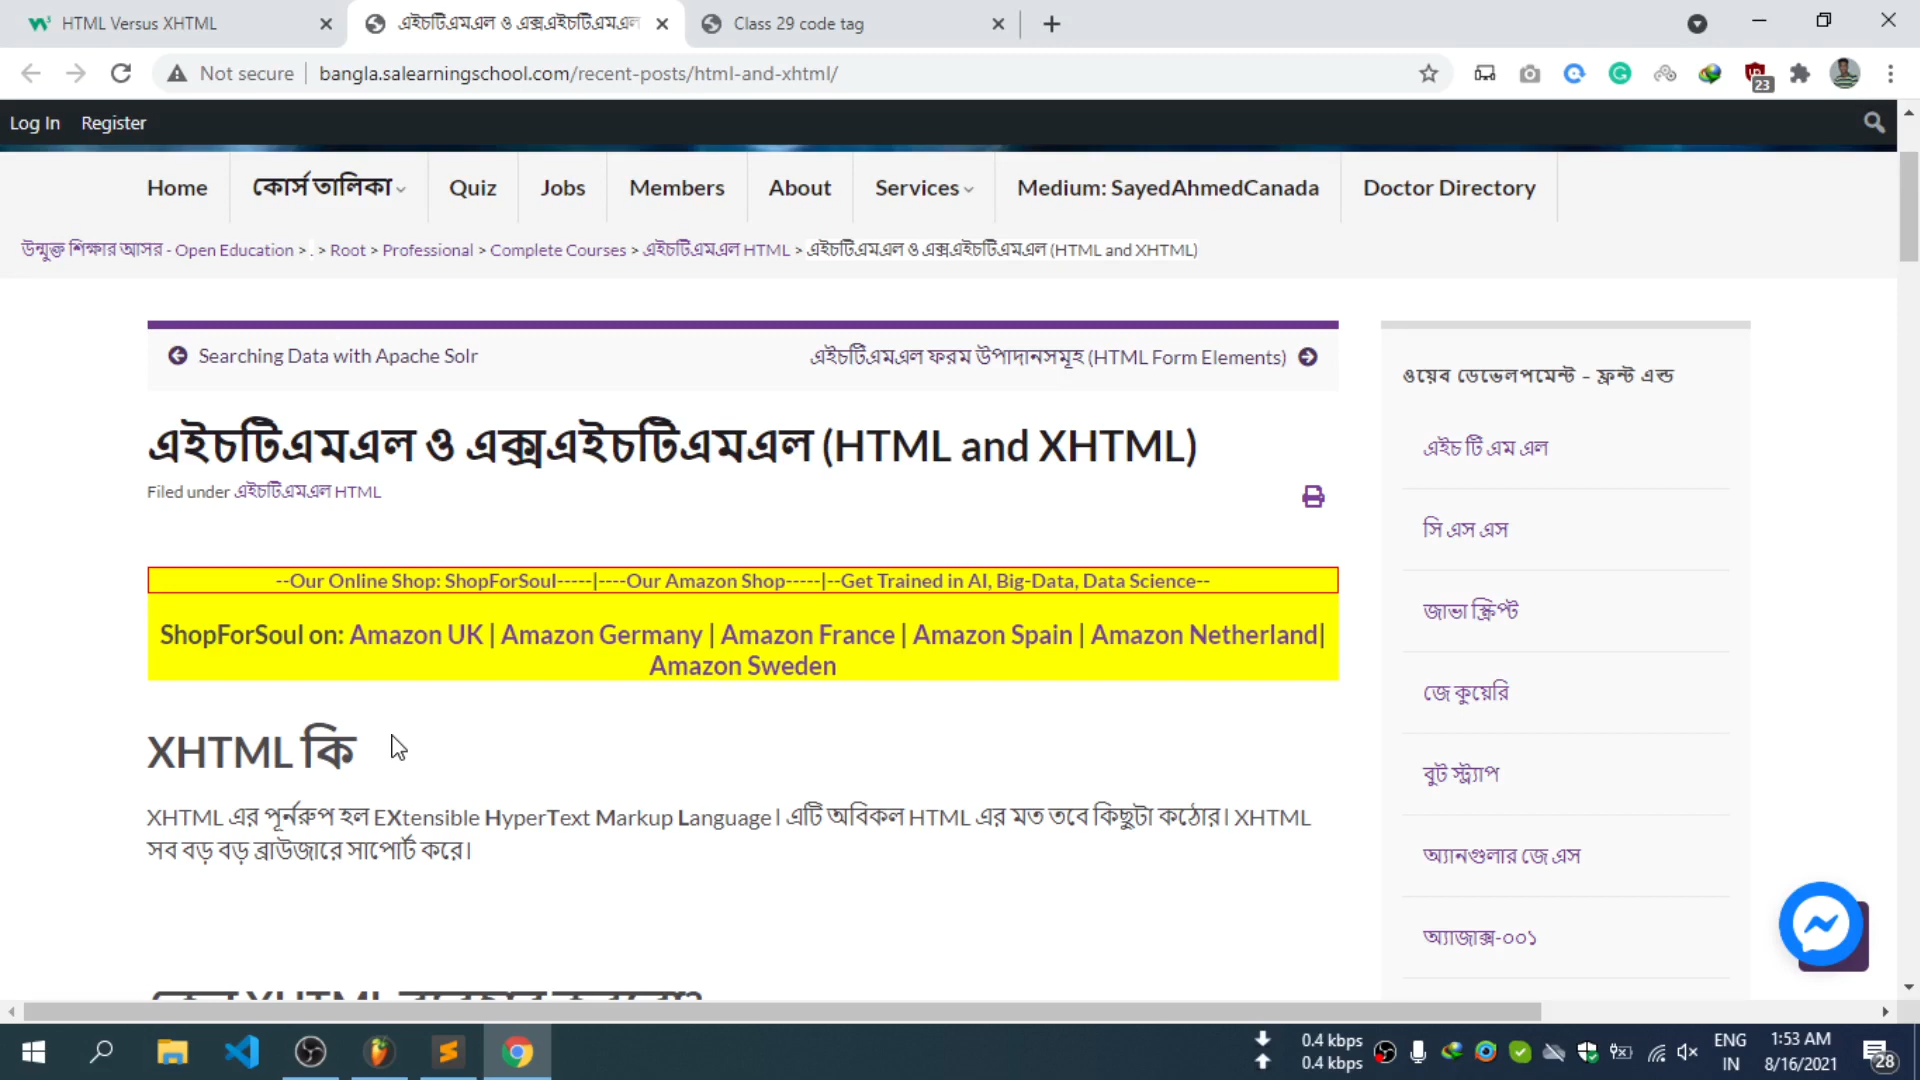 HTML Versus XHTML
এইচটিএমএল ও এক্সএইচটিএমএল
Class 29 code tag
Not secure
bangla.salearningschool.com/recent-posts/html-and-xhtml/
23
Log In Register
Home কোর্স তালিকা Quiz Jobs Members About Services Medium: SayedAhmedCanada Doctor Directory
উন্মুক্ত শিক্ষার আসর - Open Education > . > Root > Professional > Complete Courses > এইচটিএমএল HTML > এইচটিএমএল ও এক্সএইচটিএমএল (HTML and XHTML)
Searching Data with Apache Solr
এইচটিএমএল ফরম উপাদানসমূহ (HTML Form Elements)
এইচটিএমএল ও এক্সএইচটিএমএল (HTML and XHTML)
Filed under এইচটিএমএল HTML
--Our Online Shop: ShopForSoul-----|----Our Amazon Shop-----|--Get Trained in AI, Big-Data, Data Science--
ShopForSoul on: Amazon UK | Amazon Germany | Amazon France | Amazon Spain | Amazon Netherland|
Amazon Sweden
XHTML কি
XHTML এর পূর্নরুপ হল EXtensible HyperText Markup Language। এটি অবিকল HTML এর মত তবে কিছুটা কঠোর। XHTML
সব বড় বড় ব্রাউজারে সাপোর্ট করে।
ওয়েব ডেভেলপমেন্ট - ফ্রন্ট এন্ড
এইচ টি এম এল
সি এস এস
জাভা স্ক্রিপ্ট
জে কুয়েরি
বুট স্ট্র্যাপ
অ্যানগুলার জে এস
অ্যাজাক্স-০০১
0.4 kbps
0.4 kbps
ENG
IN
1:53 AM
8/16/2021
28